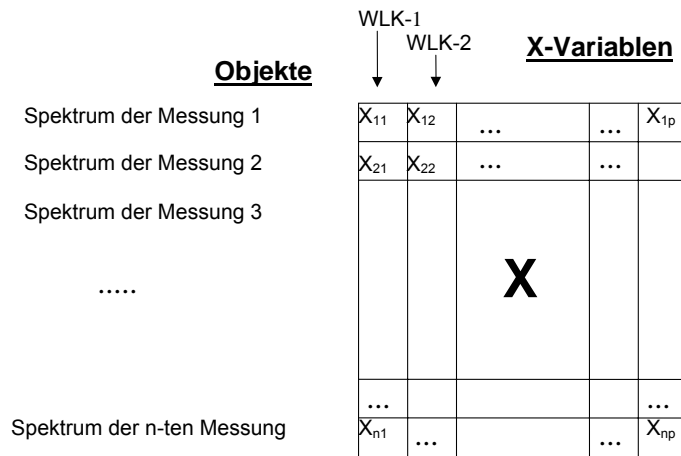 WLK-1
WLK-2
X-Variablen
Objekte
Spektrum der Messung 1 X11 X12 ... ... X1p
Spektrum der Messung 2 X21 X22 ... ...
Spektrum der Messung 3
..... X
... ...
Spektrum der n-ten Messung Xn1 ... ... Xnp